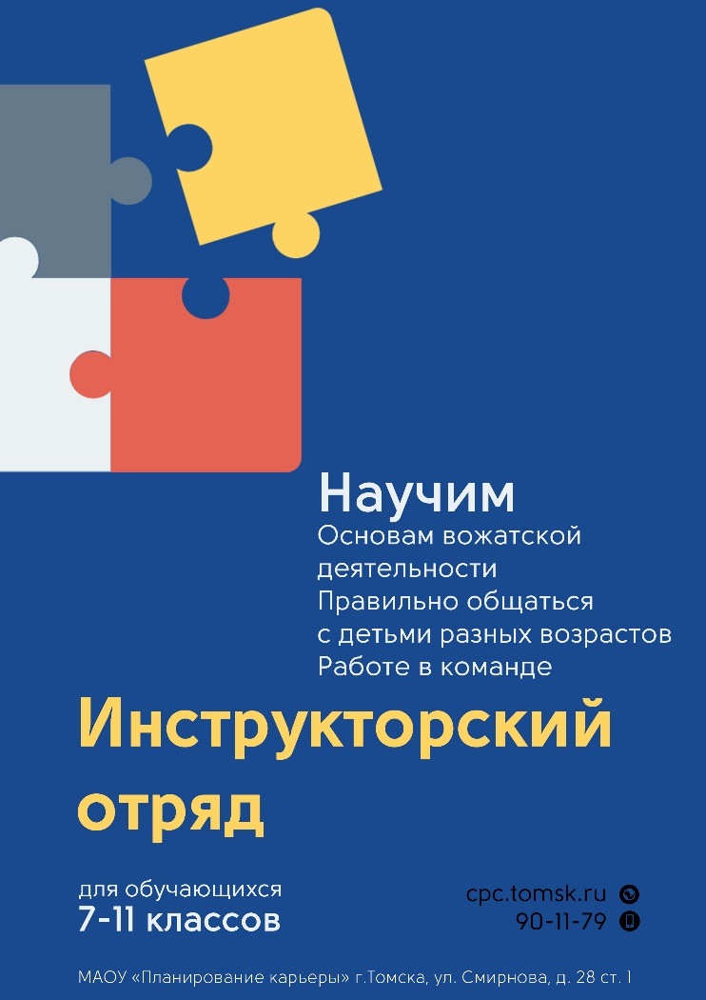 Научим
Основам вожатской
деятельности
Правильно общаться
с детьми разных возрастов
Работе в команде
Инструкторский
отряд
для обучающихся
7-11 классов
cpc.tomsk.ru
90-11-79
МАОУ «Планирование карьеры» г.Томска, ул. Смирнова, д. 28 ст. 1